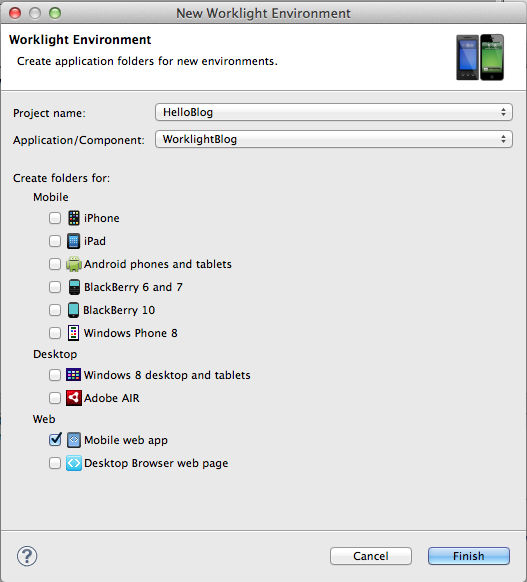 New Worklight Environment
Worklight Environment
Create application folders for new environments.
Project name: HelloBlog
Application/Component: WorklightBlog
Create folders for:
Mobile
iPhone
iPad
Android phones and tablets
BlackBerry 6 and 7
BlackBerry 10
Windows Phone 8
Desktop
Windows 8 desktop and tablets
Adobe AIR
Web
Mobile web app
Desktop Browser web page
? Cancel Finish